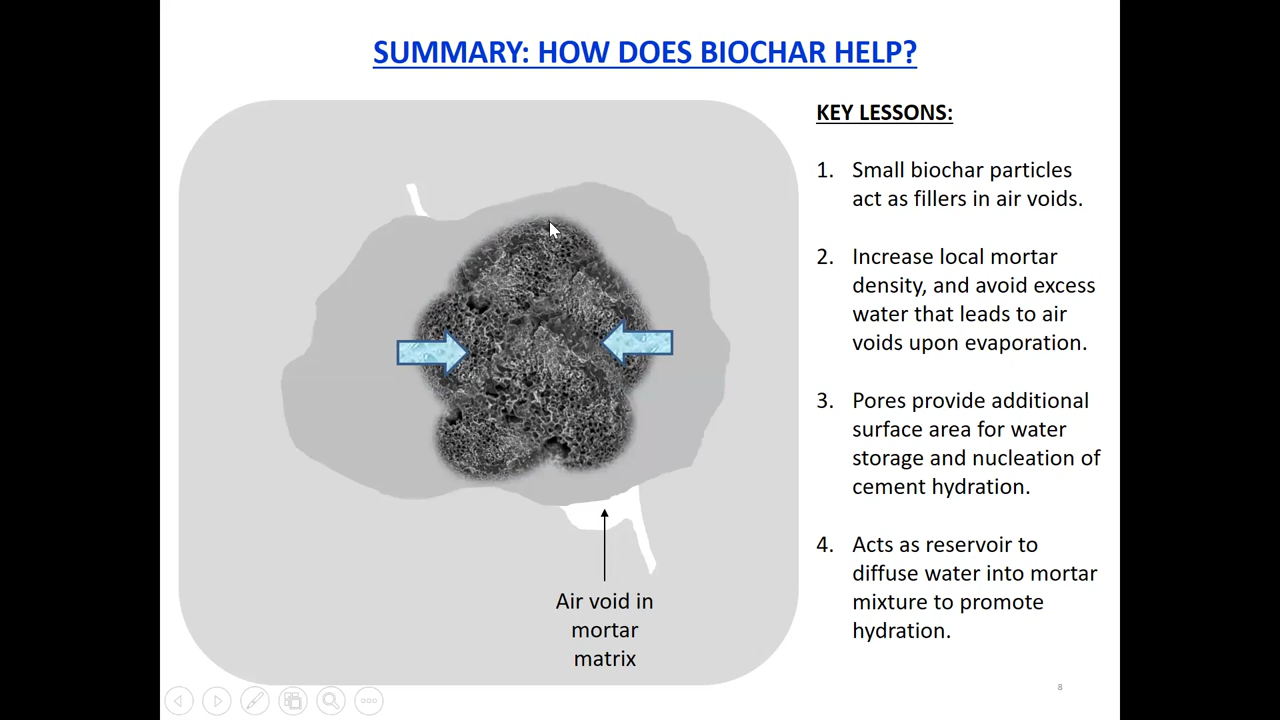 SUMMARY: HOW DOES BIOCHAR HELP?
KEY LESSONS:
1. Small biochar particles
act as fillers in air voids.
2. Increase local mortar
density, and avoid excess
water that leads to air
voids upon evaporation.
3. Pores provide additional
surface area for water
storage and nucleation of
cement hydration.
4. Acts as reservoir to
diffuse water into mortar
mixture to promote
hydration.
Air void in
mortar
matrix
8